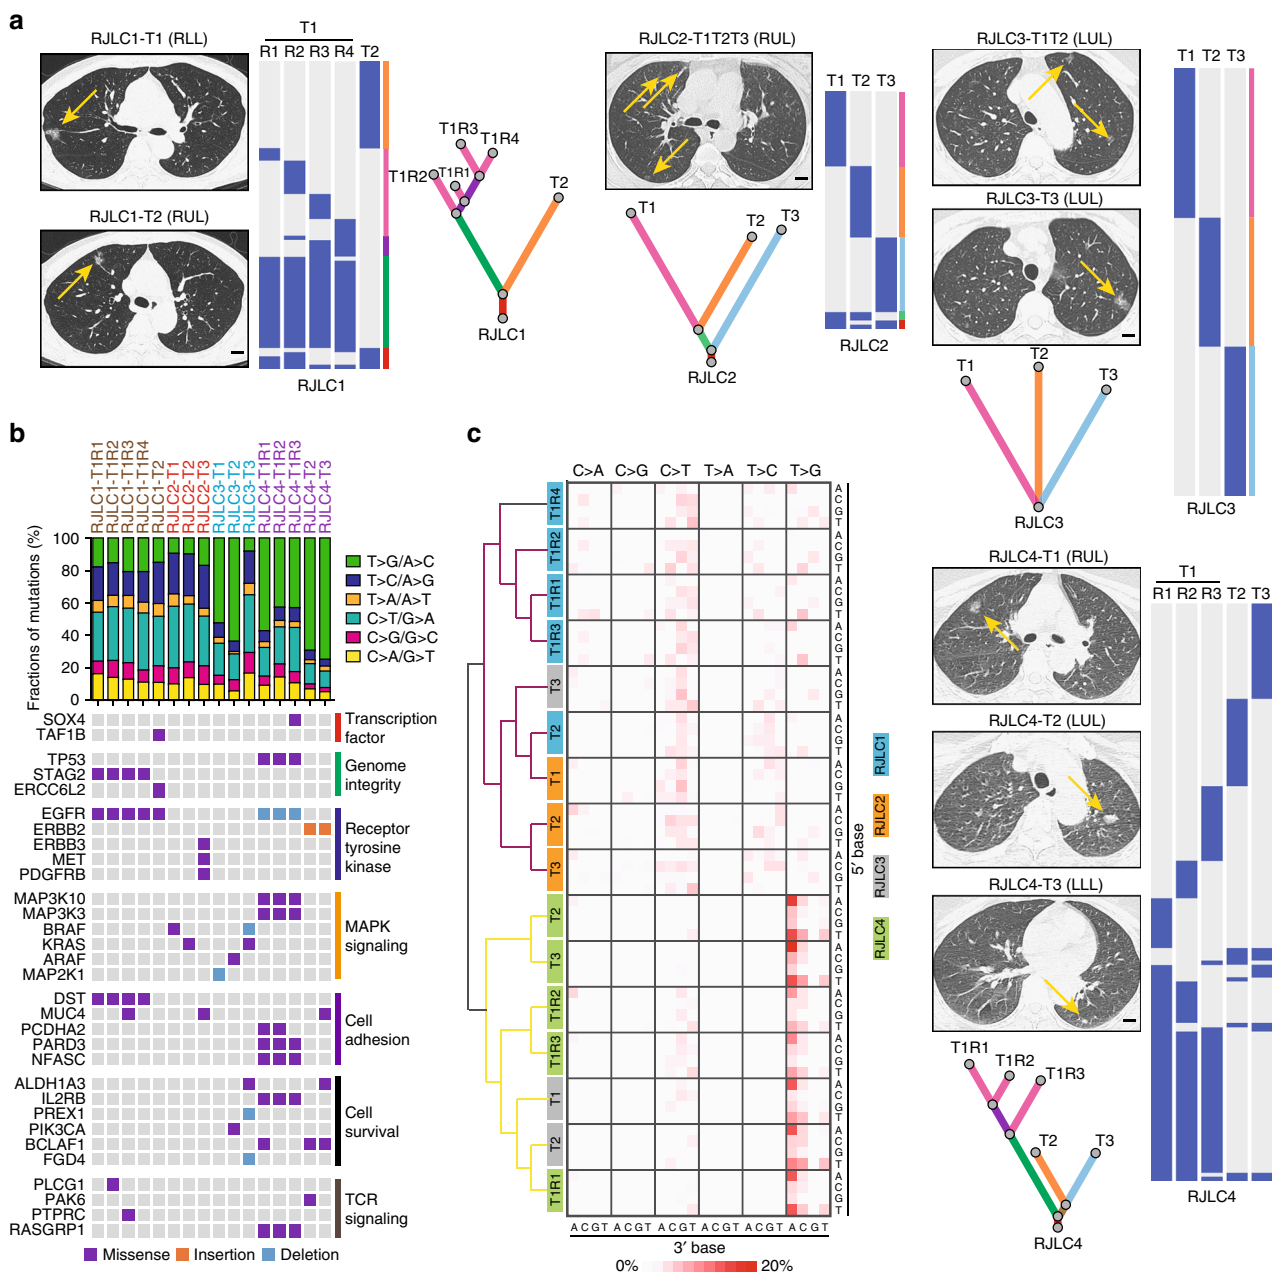 a
RJLC1-T1 (RLL)
T1
R1 R2 R3 R4 T2
RJLC1-T2 (RUL)
RJLC1
T1R3
T1R4
T1R2
T1R1
T2
RJLC1
RJLC2-T1T2T3 (RUL)
T1
T2
T3
RJLC2
T1 T2 T3
RJLC2
RJLC3-T1T2 (LUL)
RJLC3-T3 (LUL)
T1
T2
T3
RJLC3
T1 T2 T3
RJLC3
RJLC4-T1 (RUL)
RJLC4-T2 (LUL)
RJLC4-T3 (LLL)
T1R1
T1R2
T1R3
T2
T3
RJLC4
T1
R1 R2 R3 T2 T3
RJLC4
b
RJLC1-T1R1
RJLC1-T1R2
RJLC1-T1R3
RJLC1-T1R4
RJLC1-T2
RJLC2-T1
RJLC2-T2
RJLC2-T3
RJLC3-T1
RJLC3-T2
RJLC3-T3
RJLC4-T1R1
RJLC4-T1R2
RJLC4-T1R3
RJLC4-T2
RJLC4-T3
Fractions of mutations (%)
100
80
60
40
20
0
T>G/A>C
T>C/A>G
T>A/A>T
C>T/G>A
C>G/G>C
C>A/G>T
SOX4
TAF1B
Transcription
factor
TP53
STAG2
ERCC6L2
Genome
integrity
EGFR
ERBB2
ERBB3
MET
PDGFRB
Receptor
tyrosine
kinase
MAP3K10
MAP3K3
BRAF
KRAS
ARAF
MAP2K1
MAPK
signaling
DST
MUC4
PCDHA2
PARD3
NFASC
Cell
adhesion
ALDH1A3
IL2RB
PREX1
PIK3CA
BCLAF1
FGD4
Cell
survival
PLCG1
PAK6
PTPRC
RASGRP1
TCR
signaling
Missense
Insertion
Deletion
c
C>A C>G C>T T>A T>C T>G
T1R4
A
C
G
T
T1R2
A
C
G
T
T1R1
A
C
G
T
T1R3
A
C
G
T
T3
A
C
G
T
T2
A
C
G
T
T1
A
C
G
T
T2
A
C
G
T
T3
A
C
G
T
T2
A
C
G
T
T3
A
C
G
T
T1R2
A
C
G
T
T1R3
A
C
G
T
T1
A
C
G
T
T2
A
C
G
T
T1R1
A
C
G
T
5′ base
A C G T A C G T A C G T A C G T A C G T A C G T
3′ base
0% 20%
RJLC1
RJLC2
RJLC3
RJLC4